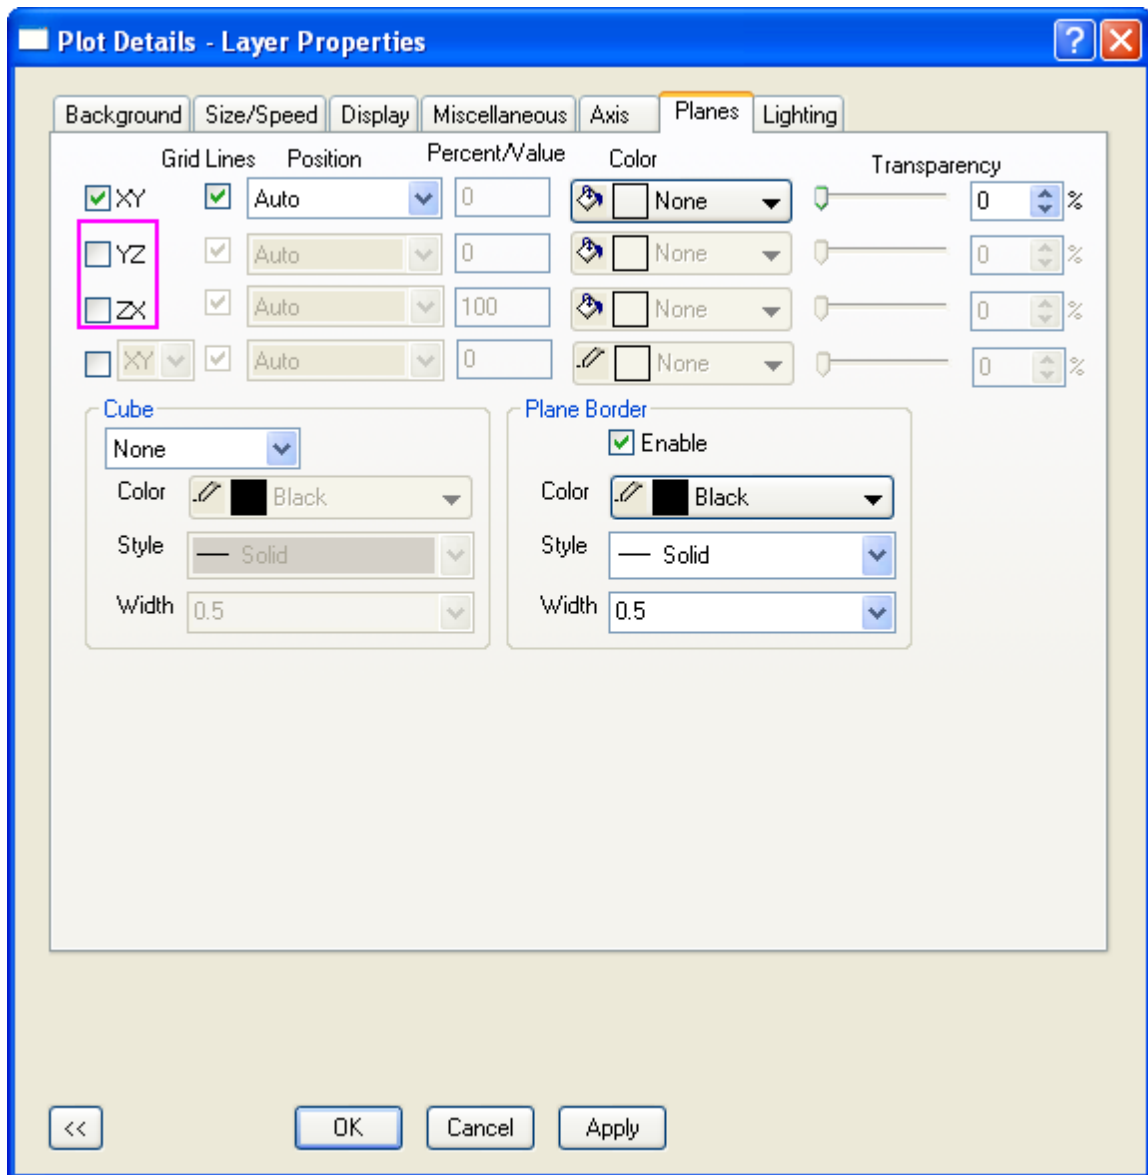 Plot Details - Layer Properties
Background Size/Speed Display Miscellaneous Axis Planes Lighting
Grid Lines Position Percent/Value Color Transparency
XY Auto 0 None 0 %
YZ Auto 0 None 0 %
ZX Auto 100 None 0 %
XY Auto 0 None 0 %
Cube
None
Color Black
Style Solid
Width 0.5
Plane Border
Enable
Color Black
Style Solid
Width 0.5
<< OK Cancel Apply